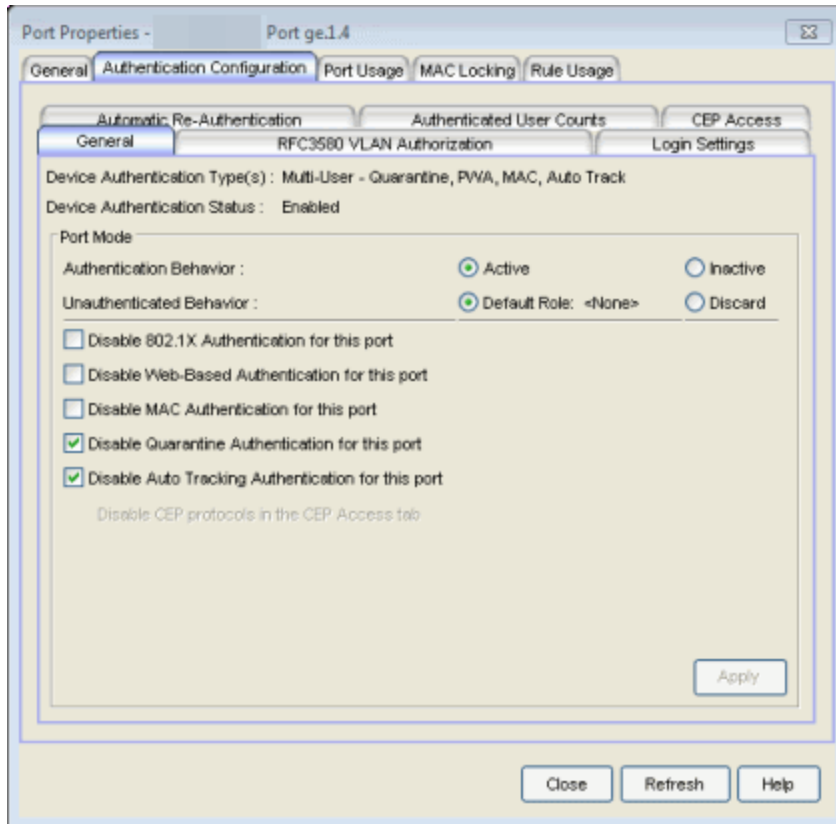 Port Properties - Port ge.1.4
General Authentication Configuration Port Usage MAC Locking Rule Usage
Automatic Re-Authentication Authenticated User Counts CEP Access
General RFC3580 VLAN Authorization Login Settings
Device Authentication Type(s) : Multi-User - Quarantine, PWA, MAC, Auto Track
Device Authentication Status : Enabled
Port Mode
Authentication Behavior : Active Inactive
Unauthenticated Behavior : Default Role: <None> Discard
Disable 802.1X Authentication for this port
Disable Web-Based Authentication for this port
Disable MAC Authentication for this port
Disable Quarantine Authentication for this port
Disable Auto Tracking Authentication for this port
Disable CEP protocols in the CEP Access tab
Apply
Close Refresh Help